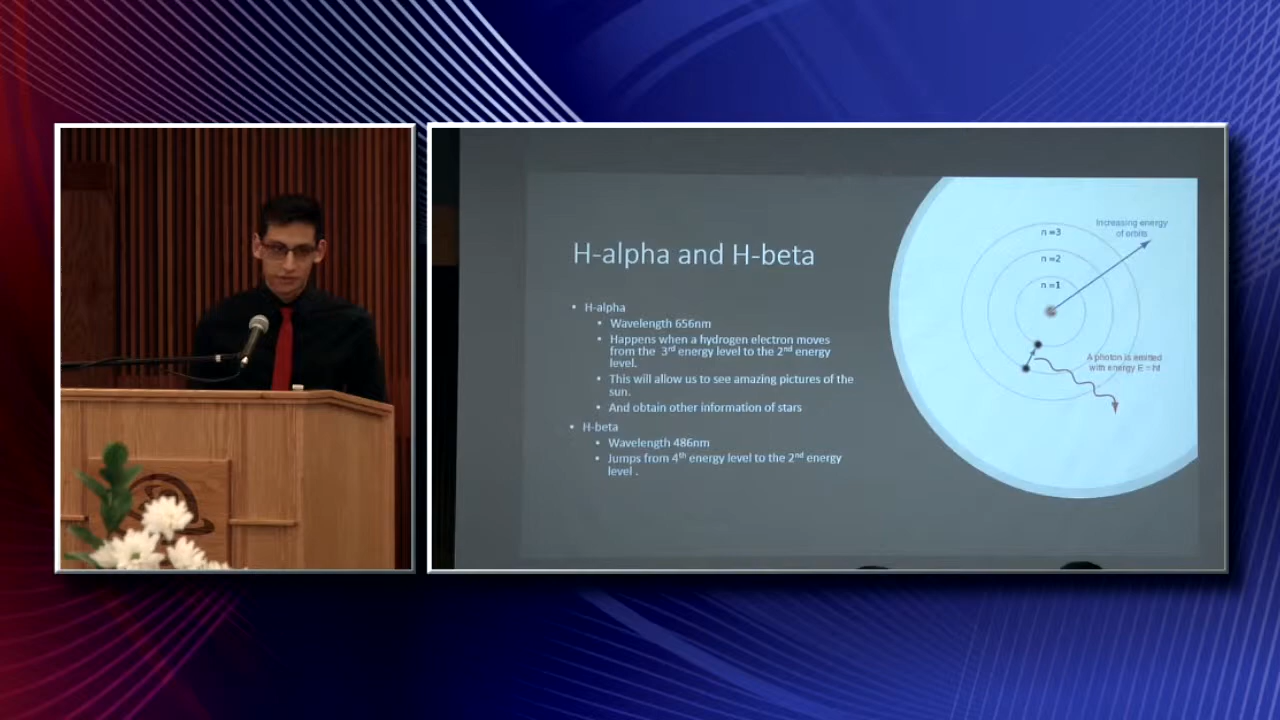 H-alpha and H-beta
• H-alpha
• Wavelength 656nm
• Happens when a hydrogen electron moves
from the 3rd energy level to the 2nd energy
level.
• This will allow us to see amazing pictures of the
sun.
• And obtain other information of stars
• H-beta
• Wavelength 486nm
• Jumps from 4th energy level to the 2nd energy
level .
Increasing energy
of orbits
n =3
n =2
n =1
A photon is emitted
with energy E = hf